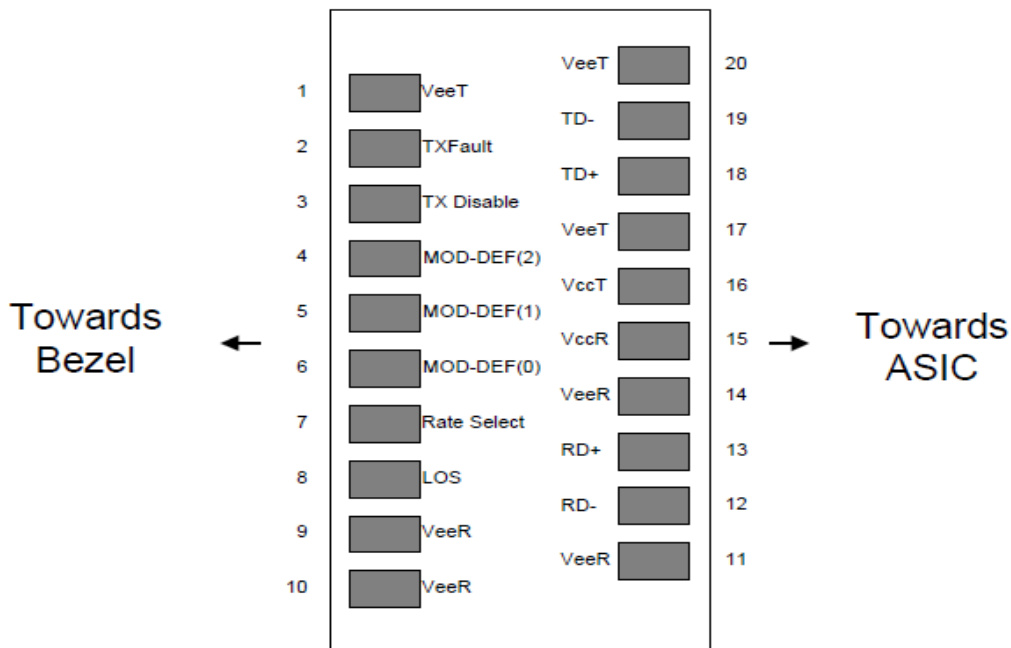 VeeT 20
1 VeeT
TD- 19
2 TXFault
TD+ 18
3 TX Disable
VeeT 17
4 MOD-DEF(2)
VccT 16
5 MOD-DEF(1)
Towards
Bezel
VccR 15
Towards
ASIC
6 MOD-DEF(0)
VeeR 14
7 Rate Select
RD+ 13
8 LOS
RD- 12
9 VeeR
VeeR 11
10 VeeR